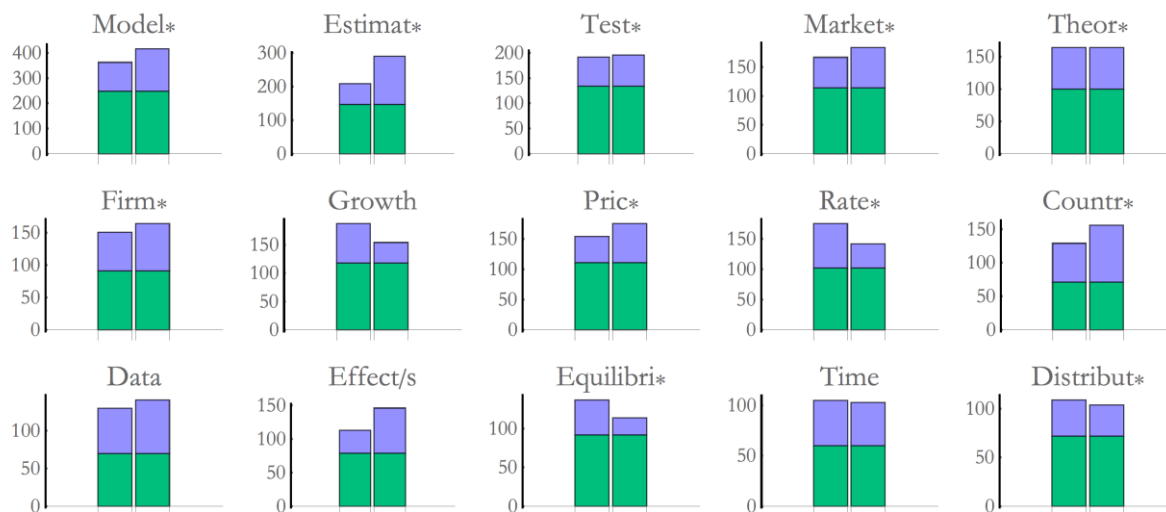 Model* Estimat* Test* Market* Theor*
400 300 200 150 150
300 200 150 100 100
200 100 100 50 50
100 0 50 0 0
0 0
Firm* Growth Pric* Rate* Countr*
150 150 150 150 150
100 100 100 100 100
50 50 50 50 50
0 0 0 0 0
Data Effect/s Equilibri* Time Distribut*
100 150 100 100 100
50 100 50 50 50
0 50 0 0 0
0